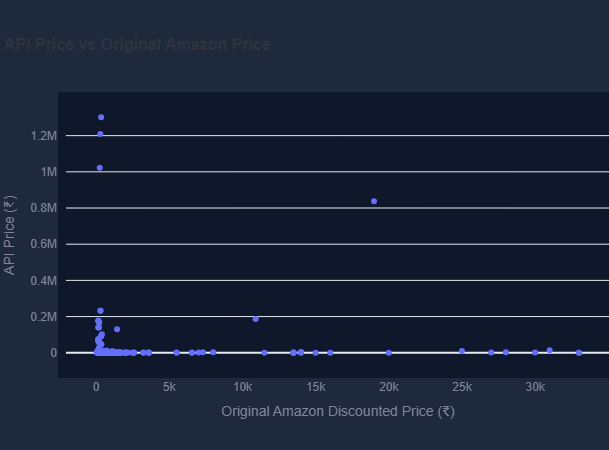 API Price vs Original Amazon Price
1.2M
1M
0.8M
0.6M
0.4M
0.2M
0
API Price (₹)
0 5k 10k 15k 20k 25k 30k
Original Amazon Discounted Price (₹)